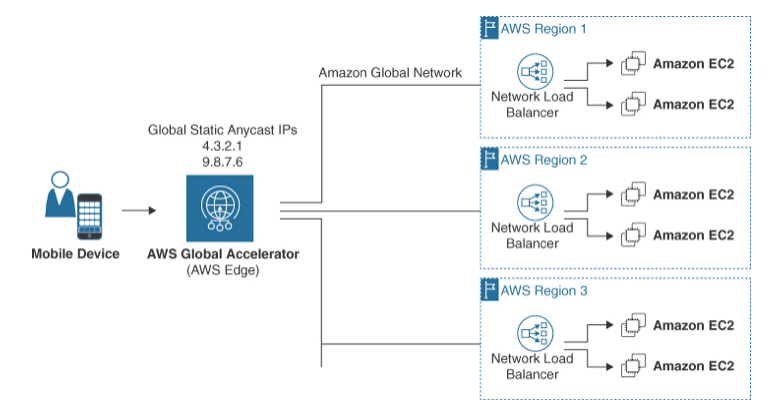 AWS Region 1
Amazon EC2
Amazon Global Network
Network Load
Balancer
Amazon EC2
Global Static Anycast IPs
4.3.2.1
9.8.7.6
AWS Region 2
Amazon EC2
Network Load
Balancer
Amazon EC2
Mobile Device
AWS Global Accelerator
(AWS Edge)
AWS Region 3
Amazon EC2
Network Load
Balancer
Amazon EC2